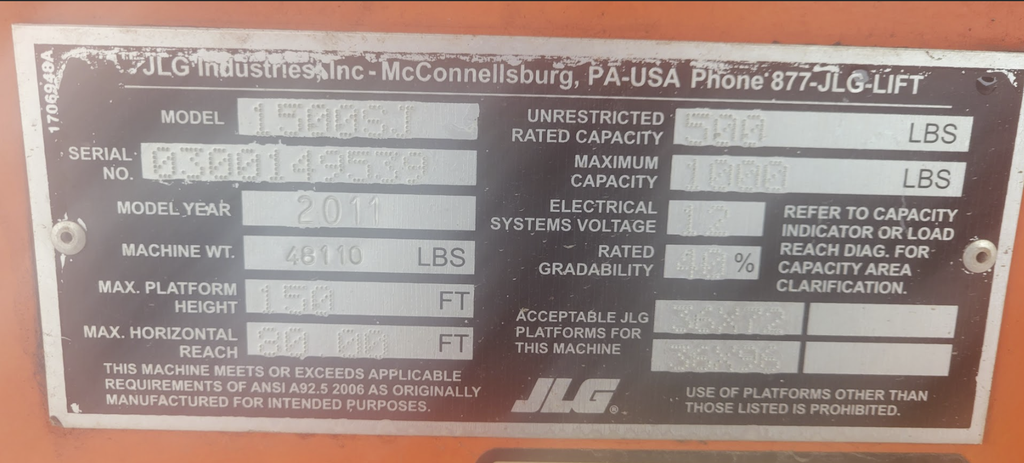 1706948A
JLG Industries, Inc - McConnellsburg, PA-USA Phone 877-JLG-LIFT
MODEL 1500SJ
SERIAL NO. 0300149539
MODEL YEAR 2011
MACHINE WT. 48110 LBS
MAX. PLATFORM HEIGHT 150 FT
MAX. HORIZONTAL REACH 80.00 FT
THIS MACHINE MEETS OR EXCEEDS APPLICABLE
REQUIREMENTS OF ANSI A92.5 2006 AS ORIGINALLY
MANUFACTURED FOR INTENDED PURPOSES.
UNRESTRICTED RATED CAPACITY 500 LBS
MAXIMUM CAPACITY 1000 LBS
ELECTRICAL SYSTEMS VOLTAGE 12
RATED GRADABILITY 40 %
REFER TO CAPACITY
INDICATOR OR LOAD
REACH DIAG. FOR
CAPACITY AREA
CLARIFICATION.
ACCEPTABLE JLG
PLATFORMS FOR
THIS MACHINE
36X72
36X96
JLG®
USE OF PLATFORMS OTHER THAN
THOSE LISTED IS PROHIBITED.